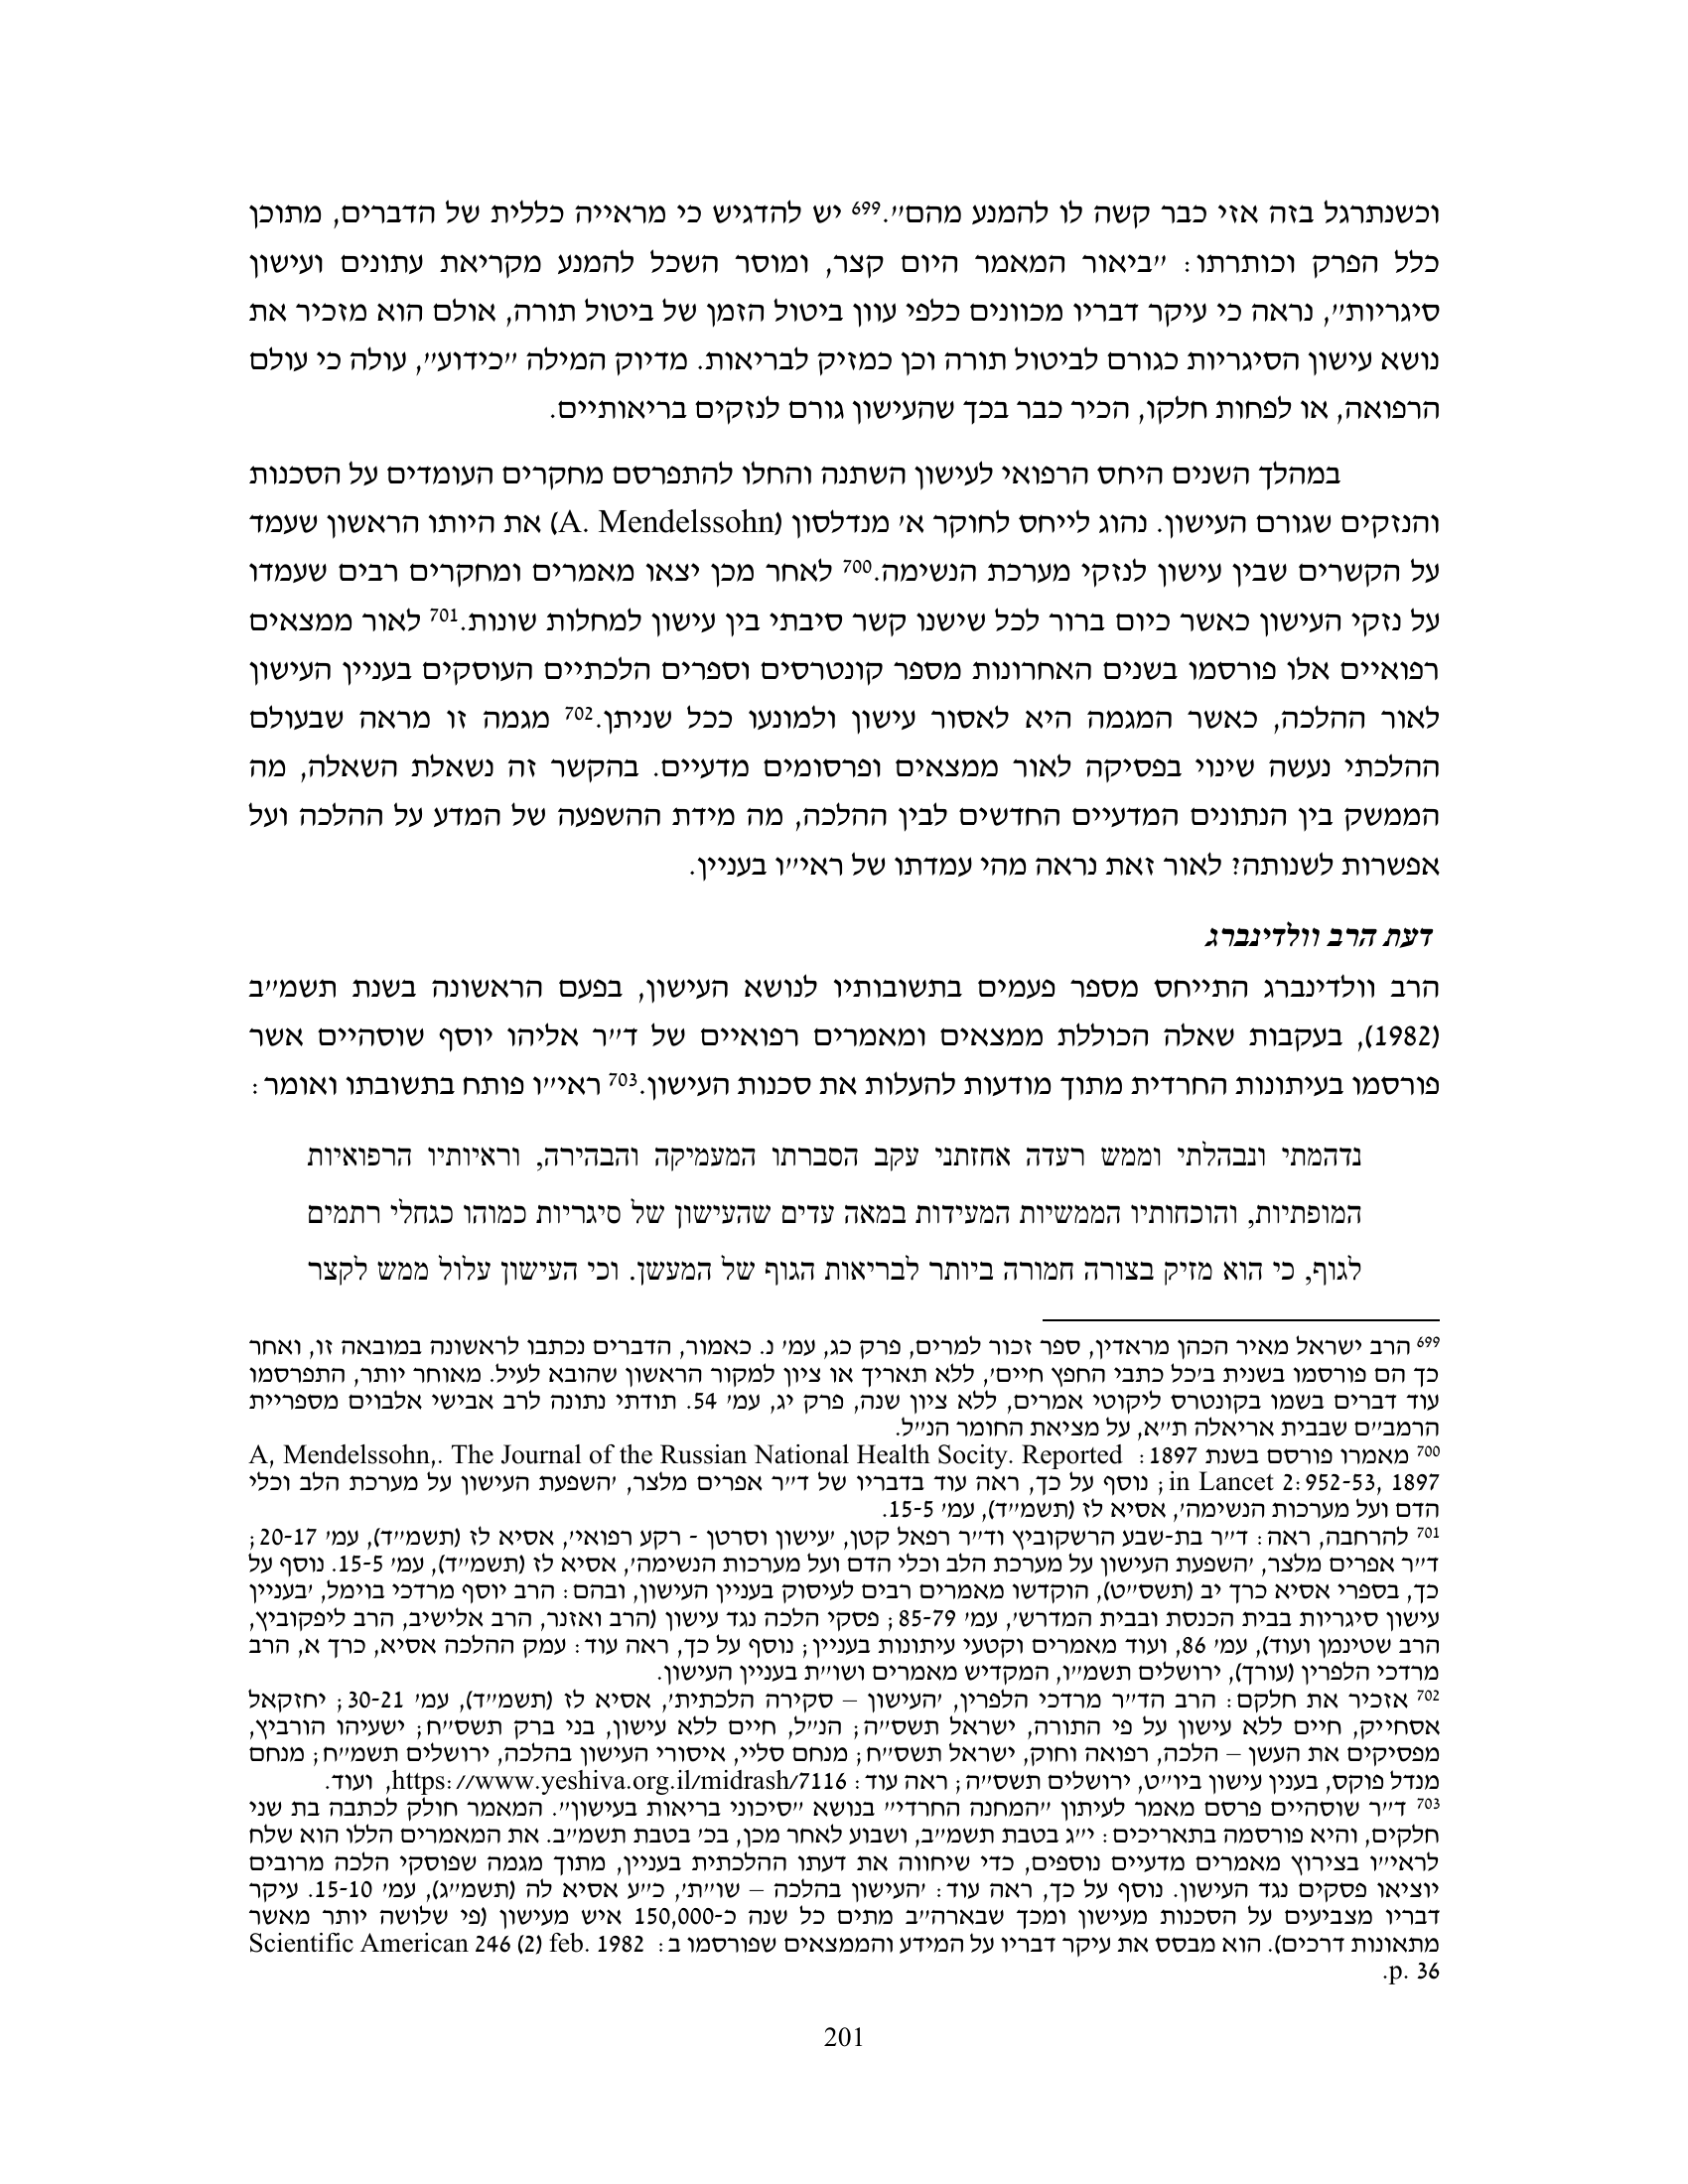 וכשנתרגל בזה אזי כבר קשה לו להמנע מהם״.699 יש להדגיש כי מראייה כללית של הדברים, מתוכן
כלל הפרק וכותרתו: ״ביאור המאמר היום קצר, ומוסר השכל להמנע מקריאת עתונים ועישון
סיגריות״, נראה כי עיקר דבריו מכוונים כלפי עוון ביטול הזמן של ביטול תורה, אולם הוא מזכיר את
נושא עישון הסיגריות כגורם לביטול תורה וכן כמזיק לבריאות. מדיוק המילה ״כידוע״, עולה כי עולם
הרפואה, או לפחות חלקו, הכיר כבר בכך שהעישון גורם לנזקים בריאותיים.
במהלך השנים היחס הרפואי לעישון השתנה והחלו להתפרסם מחקרים העומדים על הסכנות
והנזקים שגורם העישון. נהוג לייחס לחוקר א׳ מנדלסון (A. Mendelssohn) את היותו הראשון שעמד
על הקשרים שבין עישון לנזקי מערכת הנשימה.700 לאחר מכן יצאו מאמרים ומחקרים רבים שעמדו
על נזקי העישון כאשר כיום ברור לכל שישנו קשר סיבתי בין עישון למחלות שונות.701 לאור ממצאים
רפואיים אלו פורסמו בשנים האחרונות מספר קונטרסים וספרים הלכתיים העוסקים בעניין העישון
לאור ההלכה, כאשר המגמה היא לאסור עישון ולמונעו ככל שניתן.702 מגמה זו מראה שבעולם
ההלכתי נעשה שינוי בפסיקה לאור ממצאים ופרסומים מדעיים. בהקשר זה נשאלת השאלה, מה
הממשק בין הנתונים המדעיים החדשים לבין ההלכה, מה מידת ההשפעה של המדע על ההלכה ועל
אפשרות לשנותה? לאור זאת נראה מהי עמדתו של ראי״ו בעניין.
דעת הרב וולדינברג
הרב וולדינברג התייחס מספר פעמים בתשובותיו לנושא העישון, בפעם הראשונה בשנת תשמ״ב
(1982), בעקבות שאלה הכוללת ממצאים ומאמרים רפואיים של ד״ר אליהו יוסף שוסהיים אשר
פורסמו בעיתונות החרדית מתוך מודעות להעלות את סכנות העישון.703 ראי״ו פותח בתשובתו ואומר:
נדהמתי ונבהלתי וממש רעדה אחזתני עקב הסברתו המעמיקה והבהירה, וראיותיו הרפואיות
המופתיות, והוכחותיו הממשיות המעידות במאה עדים שהעישון של סיגריות כמוהו כגחלי רתמים
לגוף, כי הוא מזיק בצורה חמורה ביותר לבריאות הגוף של המעשן. וכי העישון עלול ממש לקצר
699 הרב ישראל מאיר הכהן מראדין, ספר זכור למרים, פרק כג, עמ׳ נ. כאמור, הדברים נכתבו לראשונה במובאה זו, ואחר
כך הם פורסמו בשנית ב׳כל כתבי החפץ חיים׳, ללא תאריך או ציון למקור הראשון שהובא לעיל. מאוחר יותר, התפרסמו
עוד דברים בשמו בקונטרס ליקוטי אמרים, ללא ציון שנה, פרק יג, עמ׳ 54. תודתי נתונה לרב אבישי אלבוים מספריית
הרמב״ם שבבית אריאלה ת״א, על מציאת החומר הנ״ל.
700 מאמרו פורסם בשנת 1897: A, Mendelssohn,. The Journal of the Russian National Health Socity. Reported
in Lancet 2: 952-53, 1897; נוסף על כך, ראה עוד בדבריו של ד״ר אפרים מלצר, ׳השפעת העישון על מערכת הלב וכלי
הדם ועל מערכות הנשימה׳, אסיא לז (תשמ״ד), עמ׳ 15-5.
701 להרחבה, ראה: ד״ר בת-שבע הרשקוביץ וד״ר רפאל קטן, ׳עישון וסרטן - רקע רפואי׳, אסיא לז (תשמ״ד), עמ׳ 20-17;
ד״ר אפרים מלצר, ׳השפעת העישון על מערכת הלב וכלי הדם ועל מערכות הנשימה׳, אסיא לז (תשמ״ד), עמ׳ 15-5. נוסף על
כך, בספרי אסיא כרך יב (תשס״ט), הוקדשו מאמרים רבים לעיסוק בעניין העישון, ובהם: הרב יוסף מרדכי בוימל, ׳בעניין
עישון סיגריות בבית הכנסת ובבית המדרש׳, עמ׳ 85-79; פסקי הלכה נגד עישון (הרב ואזנר, הרב אלישיב, הרב ליפקוביץ,
הרב שטינמן ועוד), עמ׳ 86, ועוד מאמרים וקטעי עיתונות בעניין; נוסף על כך, ראה עוד: עמק ההלכה אסיא, כרך א, הרב
מרדכי הלפרין (עורך), ירושלים תשמ״ו, המקדיש מאמרים ושו״ת בעניין העישון.
702 אזכיר את חלקם: הרב הד״ר מרדכי הלפרין, ׳העישון – סקירה הלכתית׳, אסיא לז (תשמ״ד), עמ׳ 30-21; יחזקאל
אסחייק, חיים ללא עישון על פי התורה, ישראל תשס״ה; הנ״ל, חיים ללא עישון, בני ברק תשס״ח; ישעיהו הורביץ,
מפסיקים את העשן – הלכה, רפואה וחוק, ישראל תשס״ח; מנחם סליי, איסורי העישון בהלכה, ירושלים תשמ״ח; מנחם
מנדל פוקס, בענין עישון ביו״ט, ירושלים תשס״ה; ראה עוד: https://www.yeshiva.org.il/midrash/7116, ועוד.
703 ד״ר שוסהיים פרסם מאמר לעיתון ״המחנה החרדי״ בנושא ״סיכוני בריאות בעישון״. המאמר חולק לכתבה בת שני
חלקים, והיא פורסמה בתאריכים: י״ג בטבת תשמ״ב, ושבוע לאחר מכן, בכ׳ בטבת תשמ״ב. את המאמרים הללו הוא שלח
לראי״ו בצירוץ מאמרים מדעיים נוספים, כדי שיחווה את דעתו ההלכתית בעניין, מתוך מגמה שפוסקי הלכה מרובים
יוציאו פסקים נגד העישון. נוסף על כך, ראה עוד: ׳העישון בהלכה – שו״ת׳, כ״ע אסיא לה (תשמ״ג), עמ׳ 15-10. עיקר
דבריו מצביעים על הסכנות מעישון ומכך שבארה״ב מתים כל שנה כ-150,000 איש מעישון (פי שלושה יותר מאשר
מתאונות דרכים). הוא מבסס את עיקר דבריו על המידע והממצאים שפורסמו ב: Scientific American 246 (2) feb. 1982
p. 36.
201